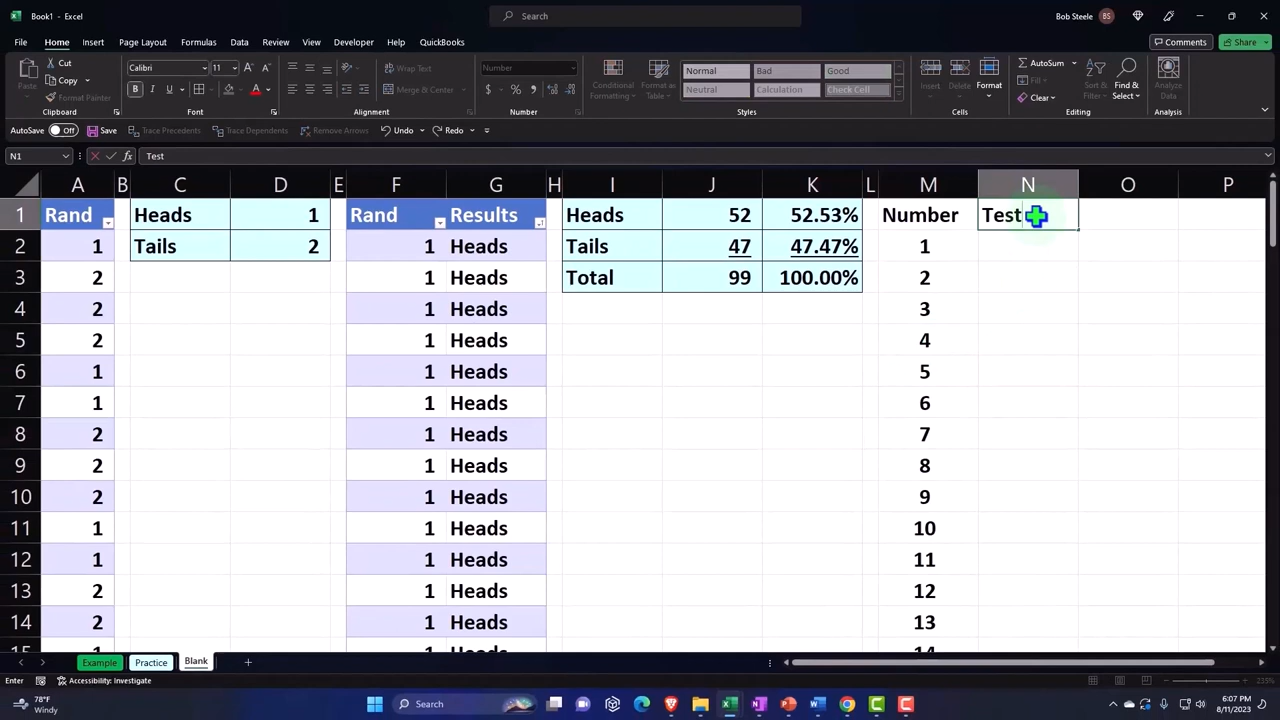 Book1 - Excel
Search
Bob Steele BS
File Home Insert Page Layout Formulas Data Review View Developer Help QuickBooks
Comments Share
Paste
Cut
Copy
Format Painter
Clipboard
Calibri 11
Font
Wrap Text
Merge & Center
Alignment
Number
Number
Conditional Formatting
Format as Table
Normal Bad Good
Neutral Calculation Check Cell
Styles
Insert Delete Format
Cells
AutoSum
Fill
Clear
Sort & Filter
Find & Select
Editing
Analyze Data
Analysis
AutoSave Off Save Trace Precedents Trace Dependents Remove Arrows Undo Redo
N1 fx Test
A B C D E F G H I J K L M N O P
1 Rand Heads 1 Rand Results Heads 52 52.53% Number Test
2 1 Tails 2 1 Heads Tails 47 47.47% 1
3 2 1 Heads Total 99 100.00% 2
4 2 1 Heads 3
5 2 1 Heads 4
6 1 1 Heads 5
7 1 1 Heads 6
8 2 1 Heads 7
9 2 1 Heads 8
10 2 1 Heads 9
11 1 1 Heads 10
12 1 1 Heads 11
13 2 1 Heads 12
14 2 1 Heads 13
15 1 1 Heads 14
Example Practice Blank
Enter Accessibility: Investigate 235%
78°F
Windy
Search
6:07 PM
8/11/2023